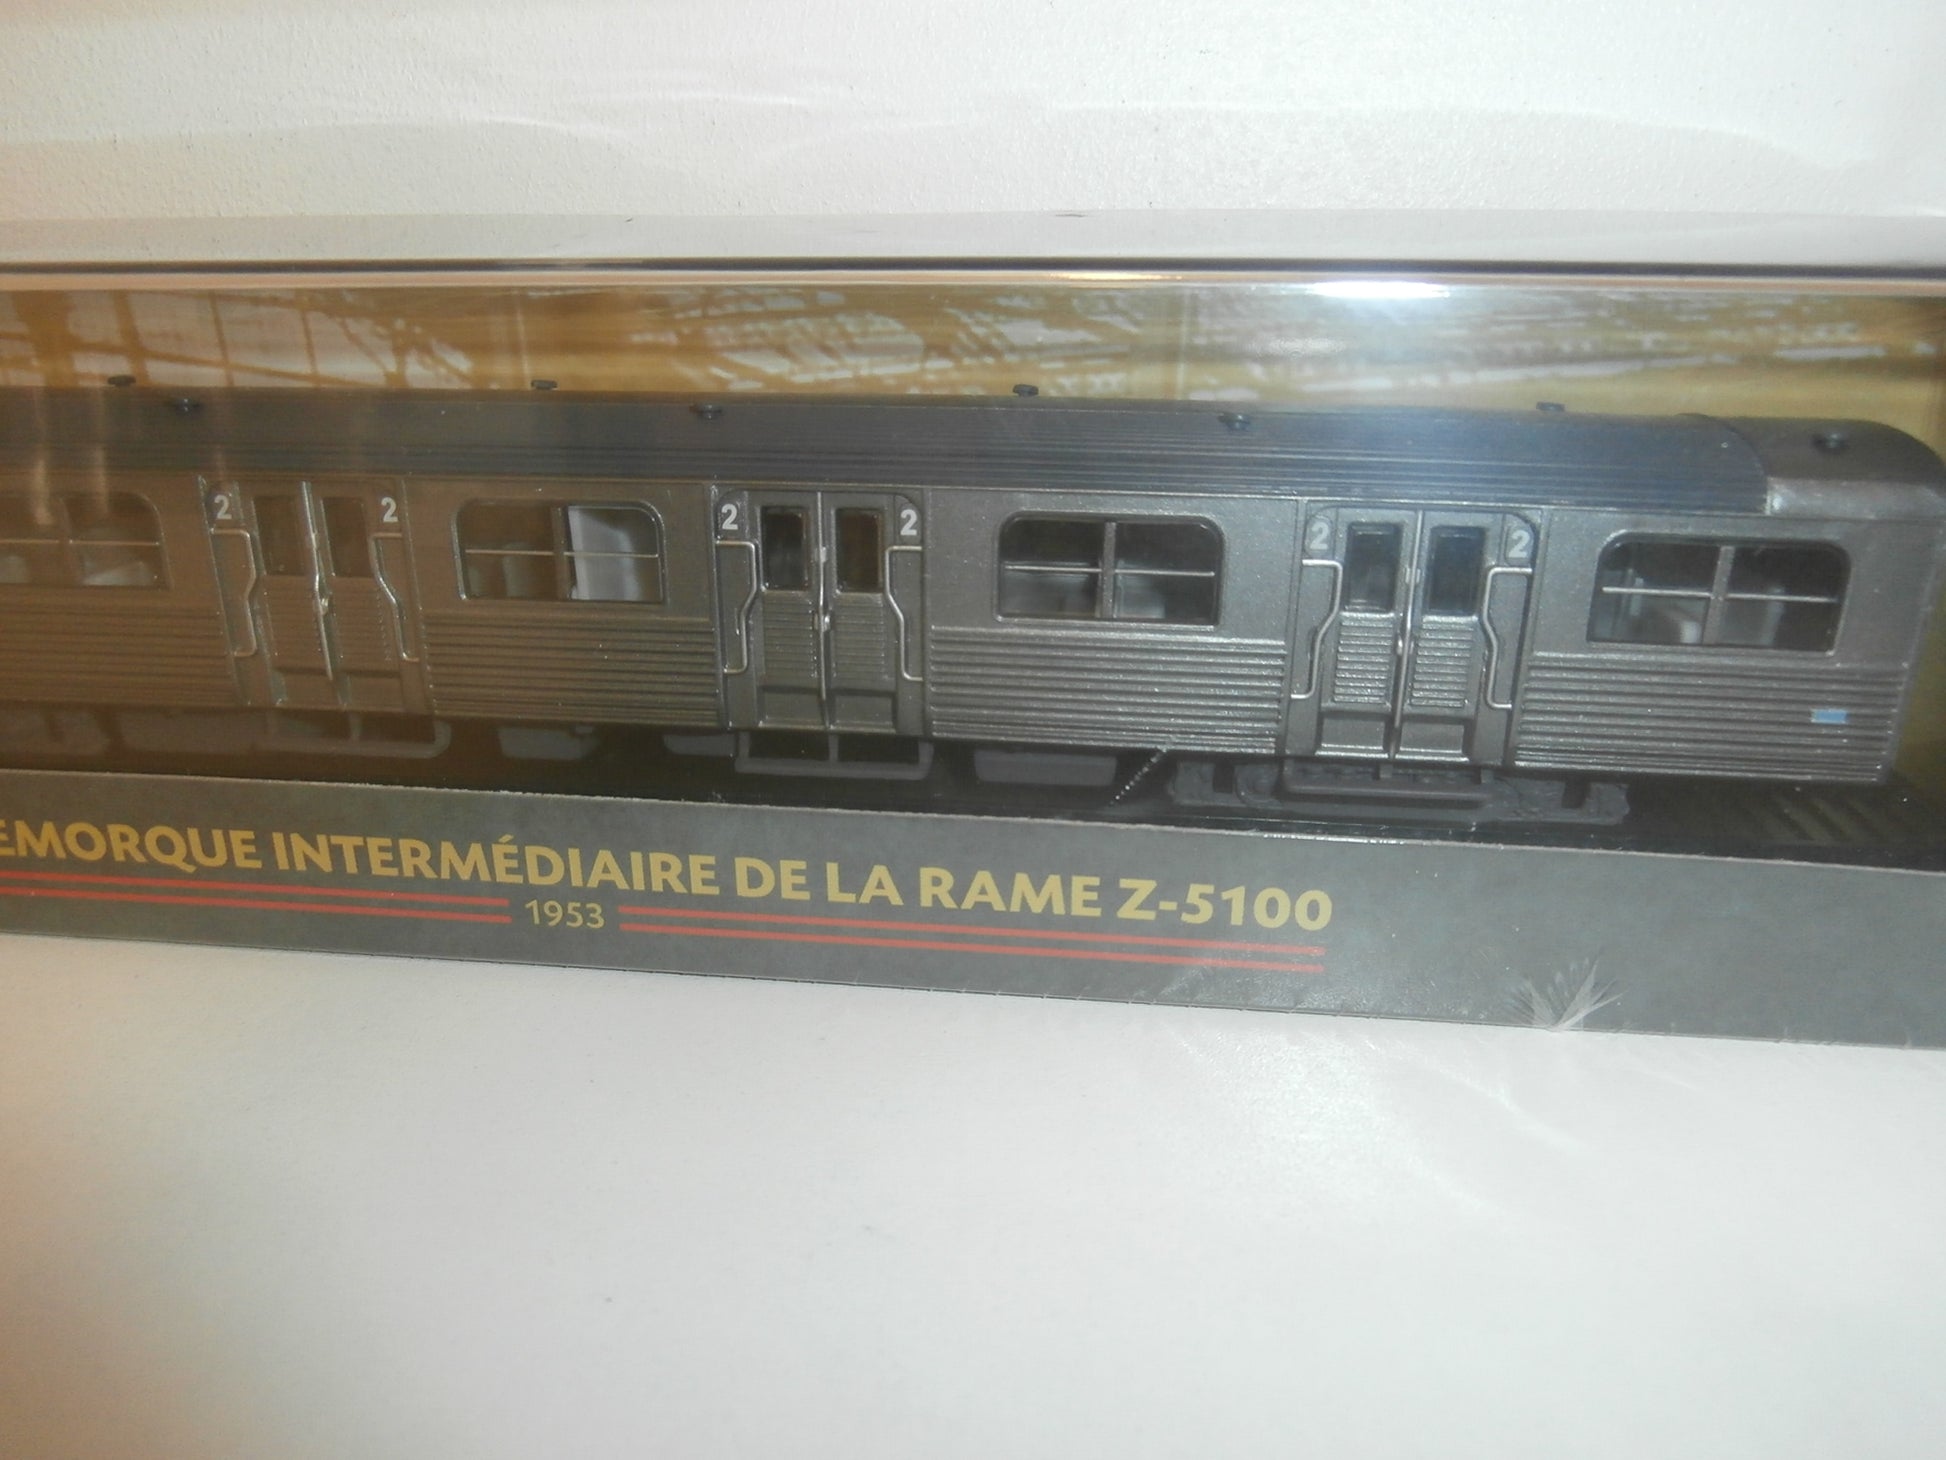 2 2 2 2 2 2
EMORQUE INTERMÉDIAIRE DE LA RAME Z-5100
1953